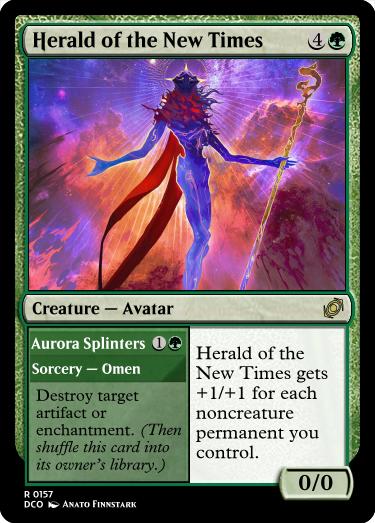 Herald of the New Times 4
Creature — Avatar
Aurora Splinters 1
Sorcery — Omen
Destroy target
artifact or
enchantment. (Then
shuffle this card into
its owner's library.)
Herald of the
New Times gets
+1/+1 for each
noncreature
permanent you
control.
0/0
R 0157
DCO Anato Finnstark